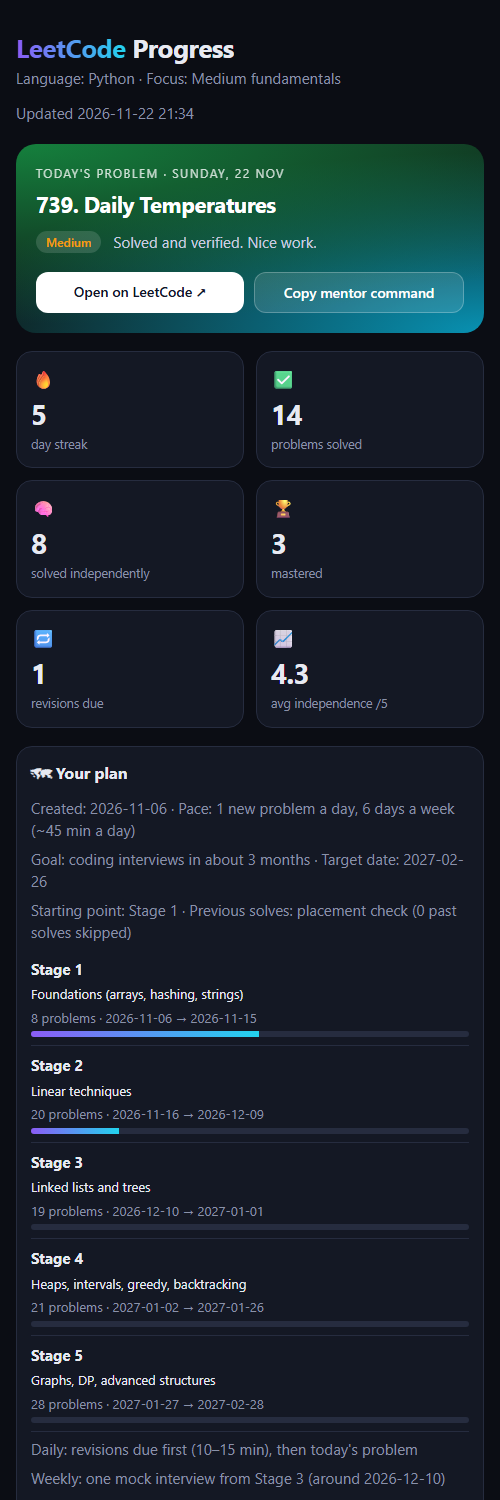 LeetCode Progress
Language: Python · Focus: Medium fundamentals
Updated 2026-11-22 21:34
TODAY'S PROBLEM · SUNDAY, 22 NOV
739. Daily Temperatures
Medium Solved and verified. Nice work.
Open on LeetCode ↗ Copy mentor command
5
day streak
14
problems solved
8
solved independently
3
mastered
1
revisions due
4.3
avg independence /5
Your plan
Created: 2026-11-06 · Pace: 1 new problem a day, 6 days a week
(~45 min a day)
Goal: coding interviews in about 3 months · Target date: 2027-02-
26
Starting point: Stage 1 · Previous solves: placement check (0 past
solves skipped)
Stage 1
Foundations (arrays, hashing, strings)
8 problems · 2026-11-06 → 2026-11-15
Stage 2
Linear techniques
20 problems · 2026-11-16 → 2026-12-09
Stage 3
Linked lists and trees
19 problems · 2026-12-10 → 2027-01-01
Stage 4
Heaps, intervals, greedy, backtracking
21 problems · 2027-01-02 → 2027-01-26
Stage 5
Graphs, DP, advanced structures
28 problems · 2027-01-27 → 2027-02-28
Daily: revisions due first (10–15 min), then today's problem
Weekly: one mock interview from Stage 3 (around 2026-12-10)